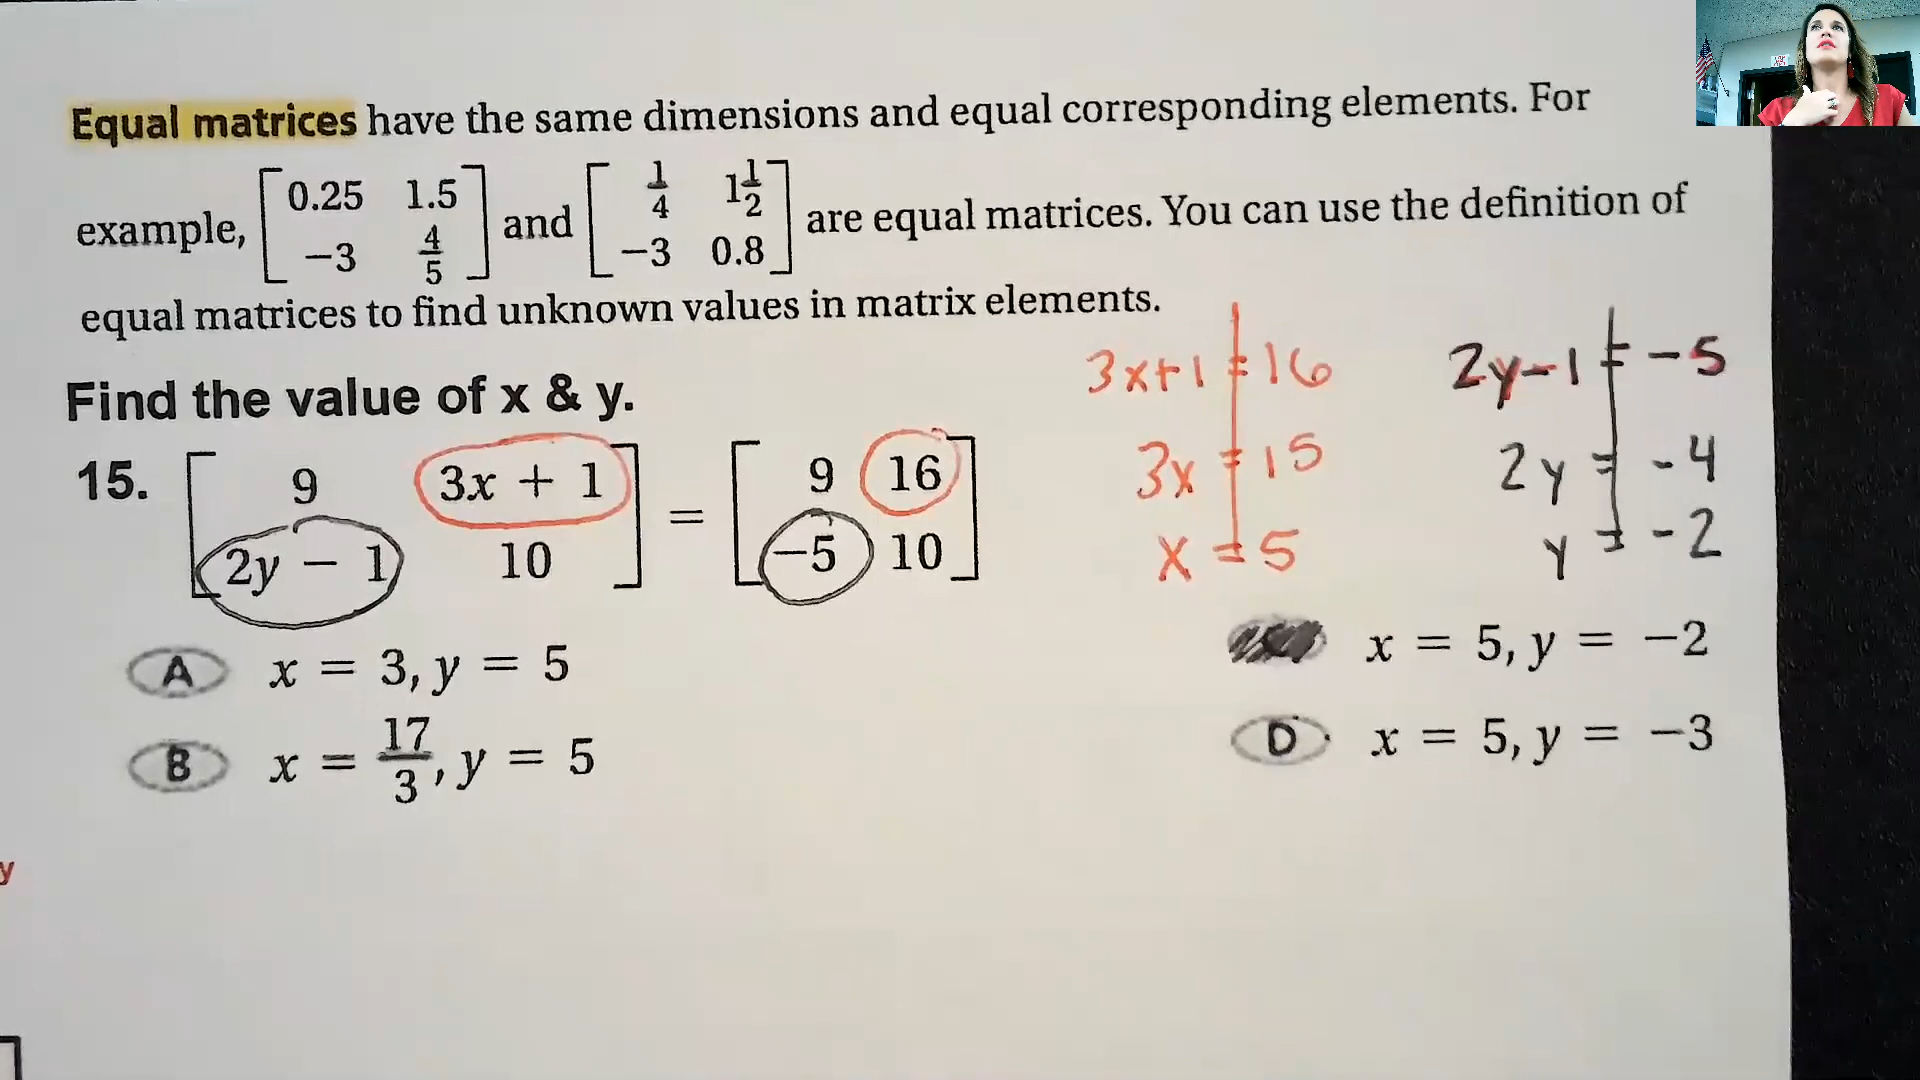 Equal matrices have the same dimensions and equal corresponding elements. For
example, [0.25 1.5 -3 4/5] and [1/4 1 1/2 -3 0.8] are equal matrices. You can use the definition of
equal matrices to find unknown values in matrix elements.
Find the value of x & y.
15. [9 3x + 1 2y - 1 10] = [9 16 -5 10]
3x+1 = 16
3x = 15
x = 5
2y-1 = -5
2y = -4
y = -2
A x = 3, y = 5
B x = 17/3, y = 5
x = 5, y = -2
D x = 5, y = -3
y